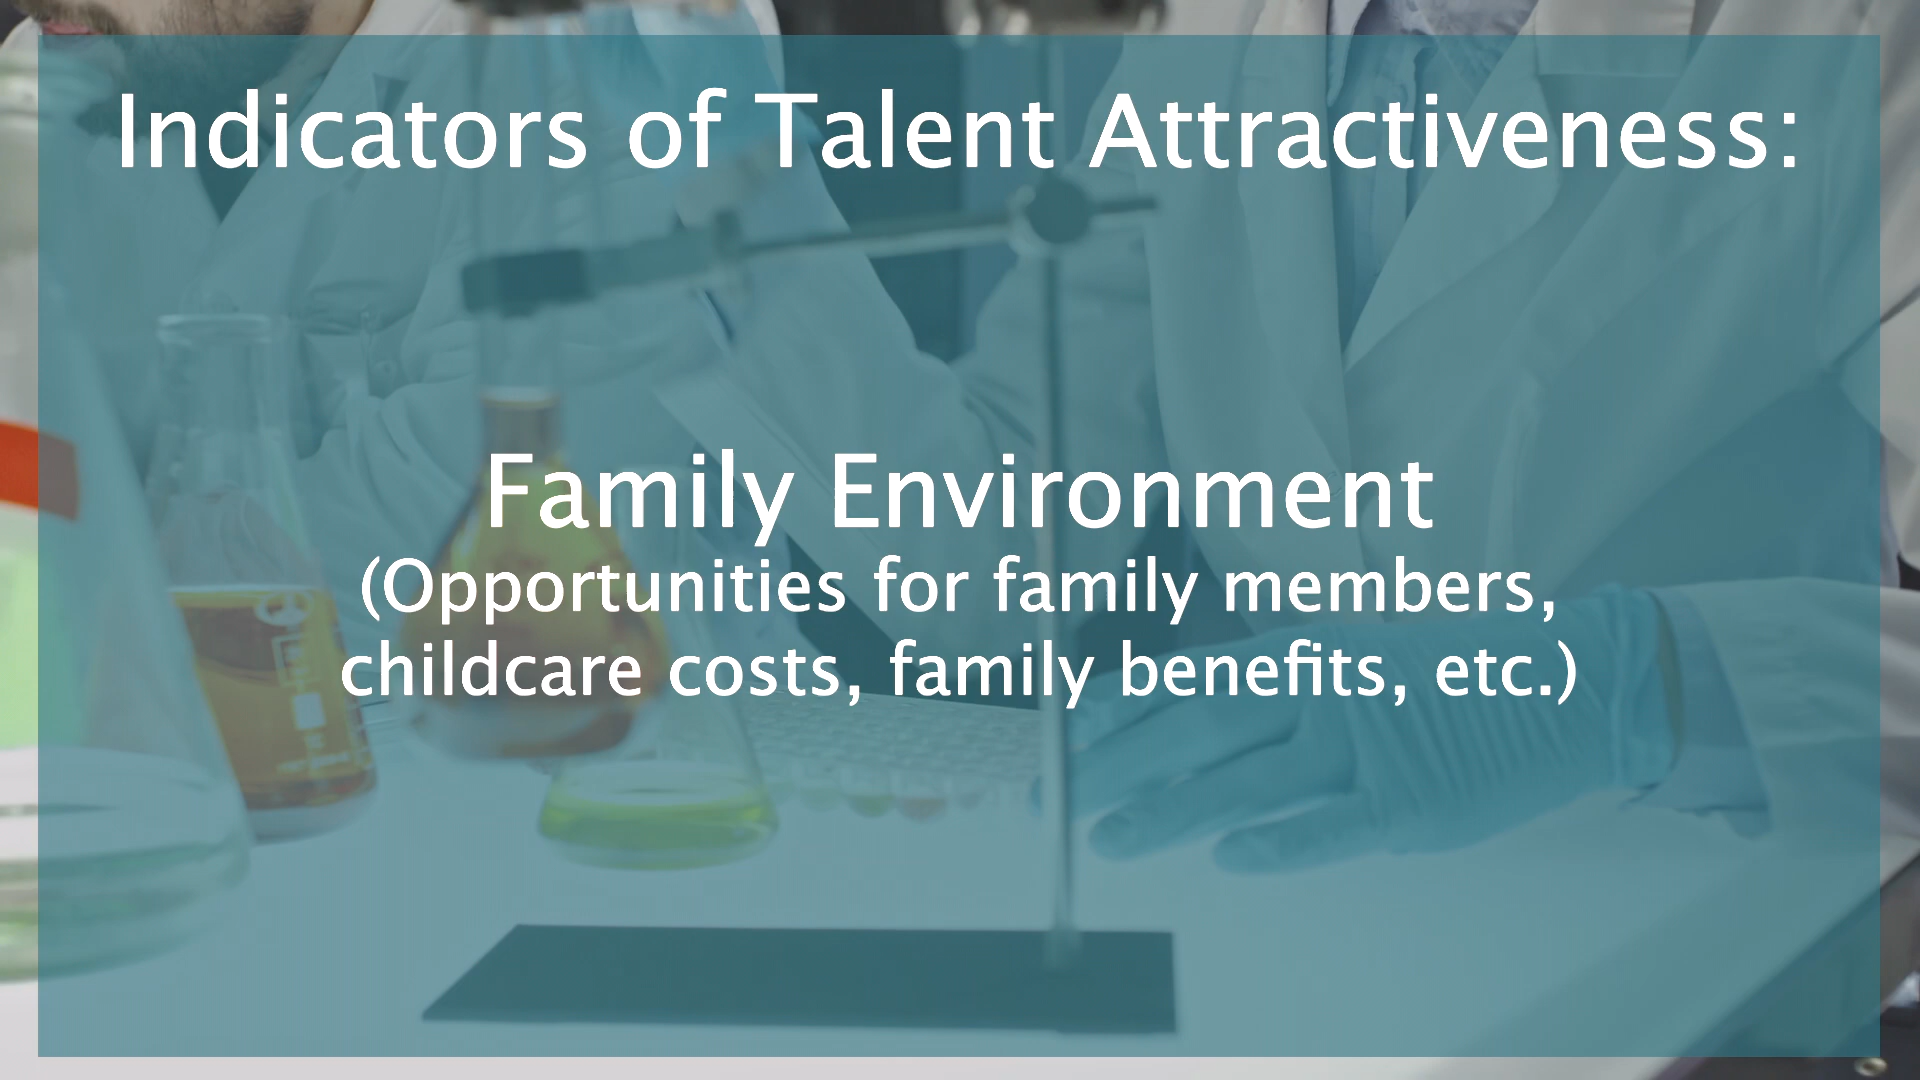 Indicators of Talent Attractiveness:
Family Environment
(Opportunities for family members,
childcare costs, family benefits, etc.)